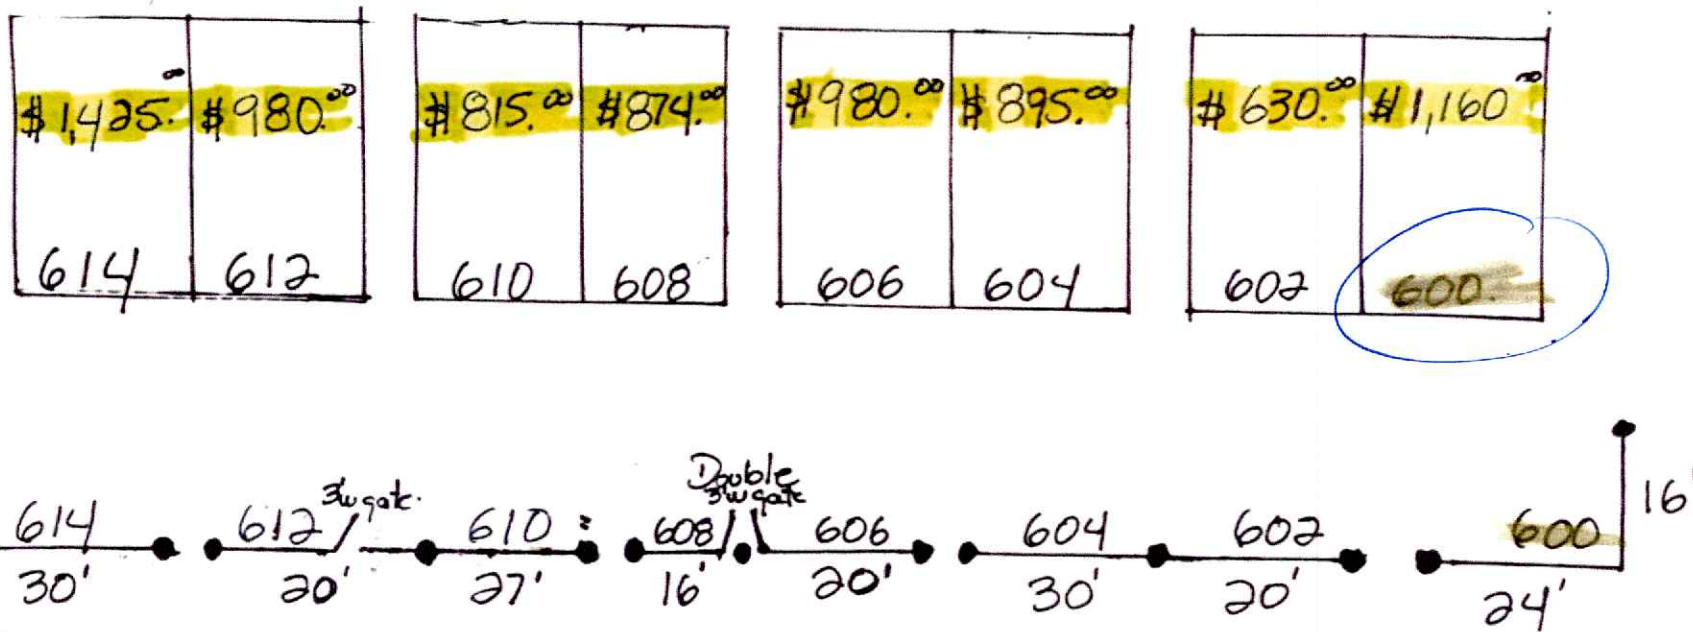 $1,425.00 $980.00 $815.00 $874.00 $980.00 $895.00 $630.00 $1,160 00
614 612 610 608 606 604 602 600.
Double
3'w gate. 3'w gate
614 612 610 608 606 604 602 600 16'
30' 20' 27' 16' 20' 30' 20' 24'